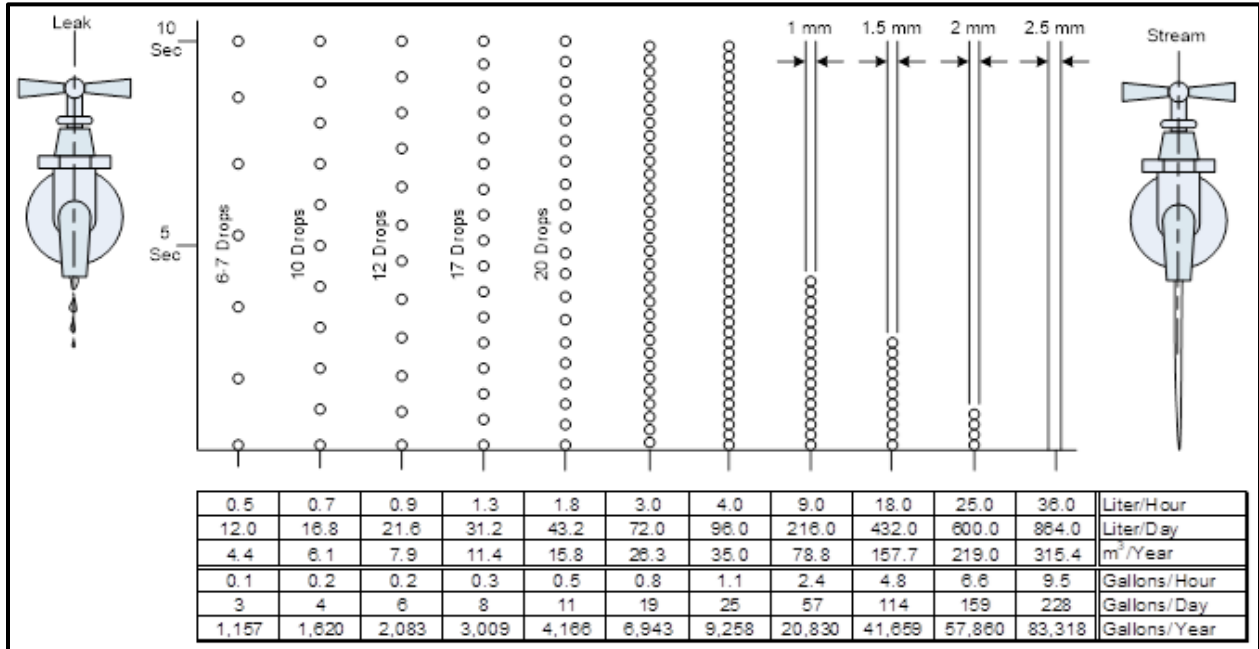 Leak
10
Sec
1 mm
1.5 mm
2 mm
2.5 mm
Stream
5
Sec
6-7 Drops
10 Drops
12 Drops
17 Drops
20 Drops
0.5 0.7 0.9 1.3 1.8 3.0 4.0 9.0 18.0 25.0 36.0 Liter/Hour
12.0 16.8 21.6 31.2 43.2 72.0 96.0 216.0 432.0 600.0 864.0 Liter/Day
4.4 6.1 7.9 11.4 15.8 26.3 35.0 78.8 157.7 219.0 315.4 m³/Year
0.1 0.2 0.2 0.3 0.5 0.8 1.1 2.4 4.8 6.6 9.5 Gallons/Hour
3 4 6 8 11 19 25 57 114 159 228 Gallons/Day
1,157 1,620 2,083 3,009 4,166 6,943 9,258 20,830 41,659 57,860 83,318 Gallons/Year